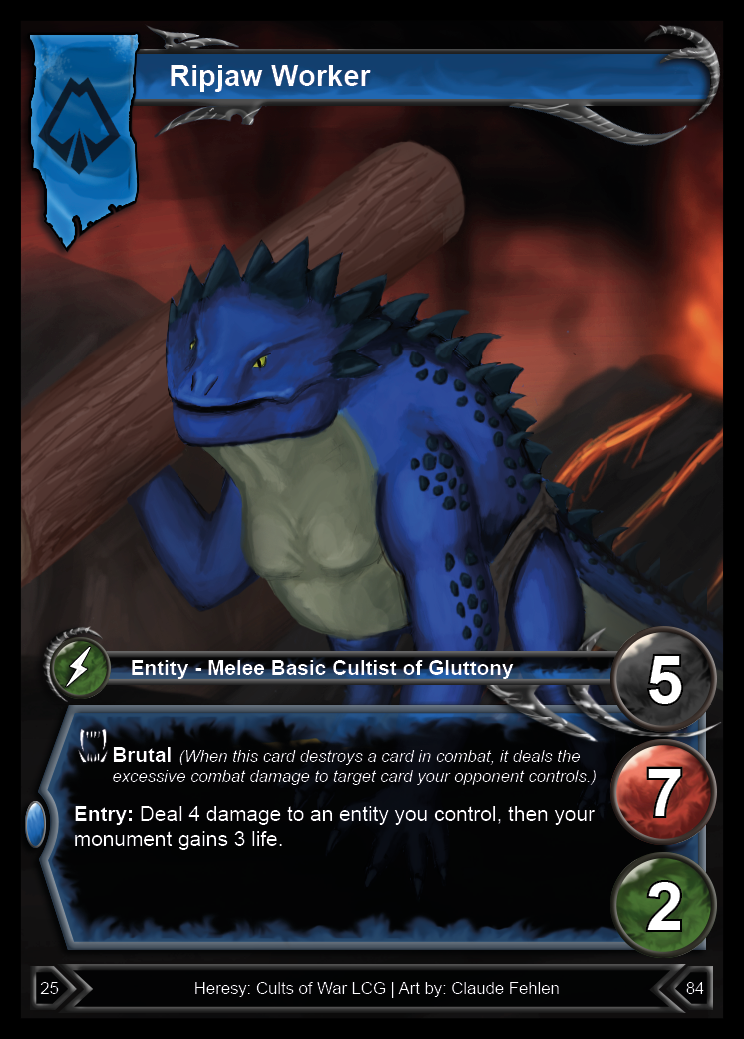 Ripjaw Worker
Entity - Melee Basic Cultist of Gluttony
5
Brutal (When this card destroys a card in combat, it deals the
excessive combat damage to target card your opponent controls.)
7
Entry: Deal 4 damage to an entity you control, then your
monument gains 3 life.
2
25
Heresy: Cults of War LCG | Art by: Claude Fehlen
84